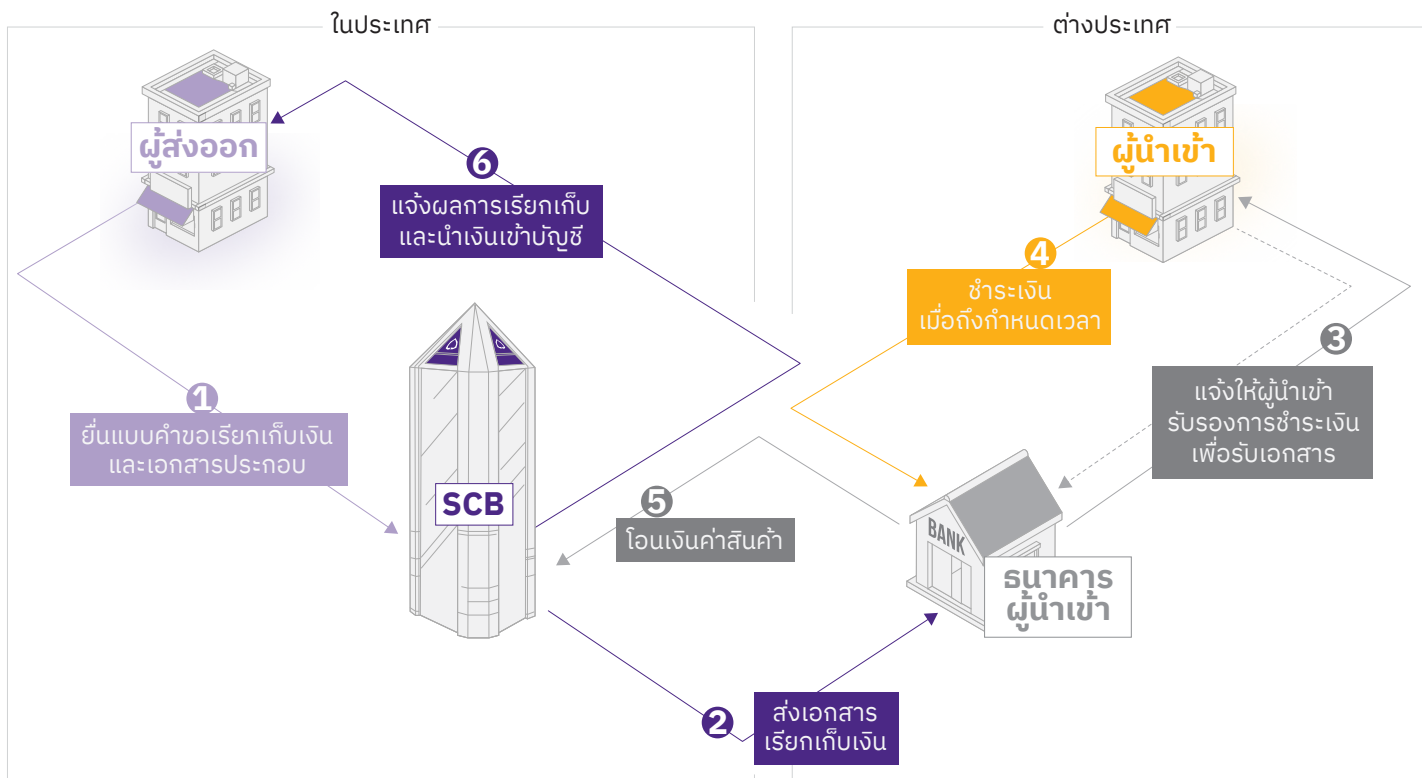 ในประเทศ
ต่างประเทศ
ผู้ส่งออก
ผู้นำเข้า
6
แจ้งผลการเรียกเก็บ
และนำเงินเข้าบัญชี
4
ชำระเงิน
เมื่อถึงกำหนดเวลา
3
แจ้งให้ผู้นำเข้า
รับรองการชำระเงิน
เพื่อรับเอกสาร
1
ยื่นแบบคำขอเรียกเก็บเงิน
และเอกสารประกอบ
SCB
5
โอนเงินค่าสินค้า
BANK
ธนาคาร
ผู้นำเข้า
2
ส่งเอกสาร
เรียกเก็บเงิน